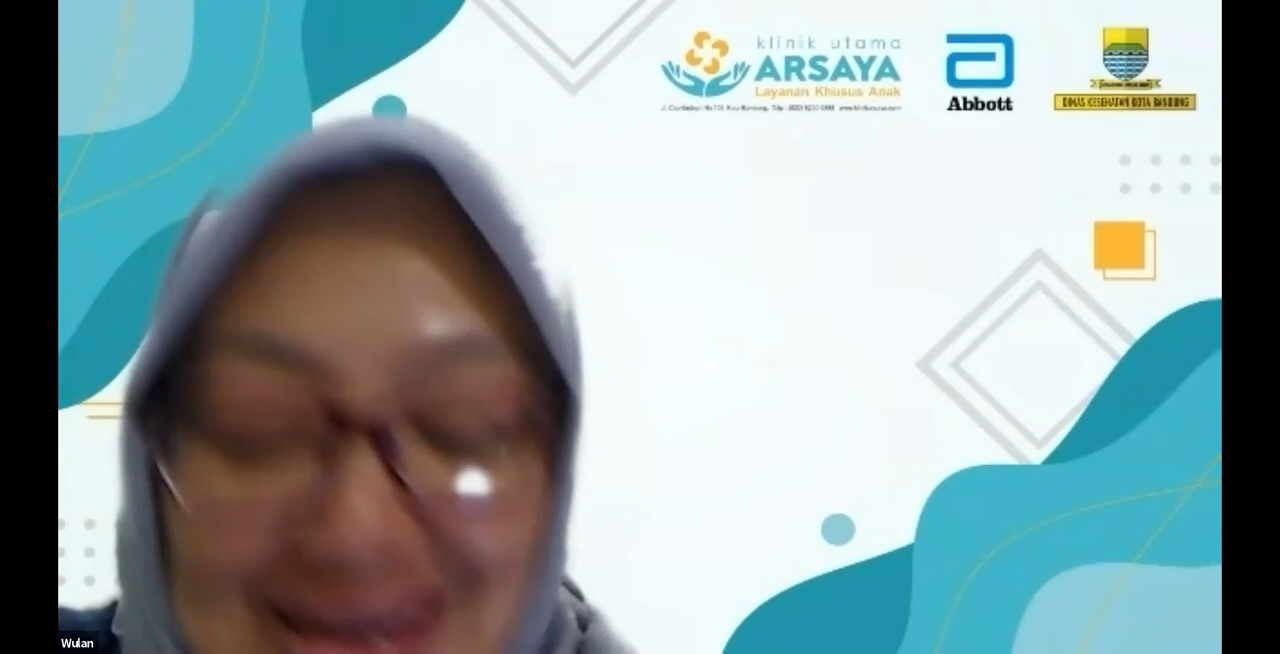 klinik utama
ARSAYA
Layanan Khusus Anak
Abbott
DINAS KESEHATAN KOTA BANDUNG
Wulan